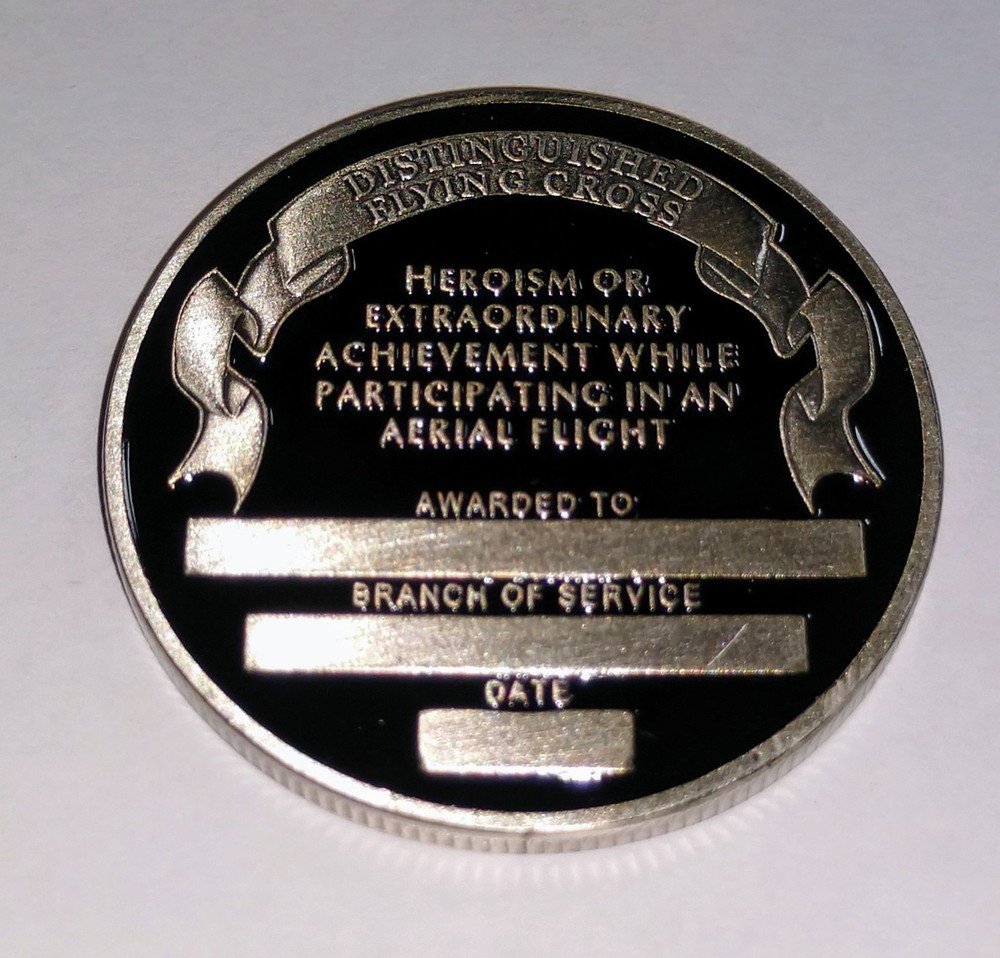 DISTINGUISHED
FLYING CROSS
HEROISM OR
EXTRAORDINARY
ACHIEVEMENT WHILE
PARTICIPATING IN AN
AERIAL FLIGHT
AWARDED TO
BRANCH OF SERVICE
DATE